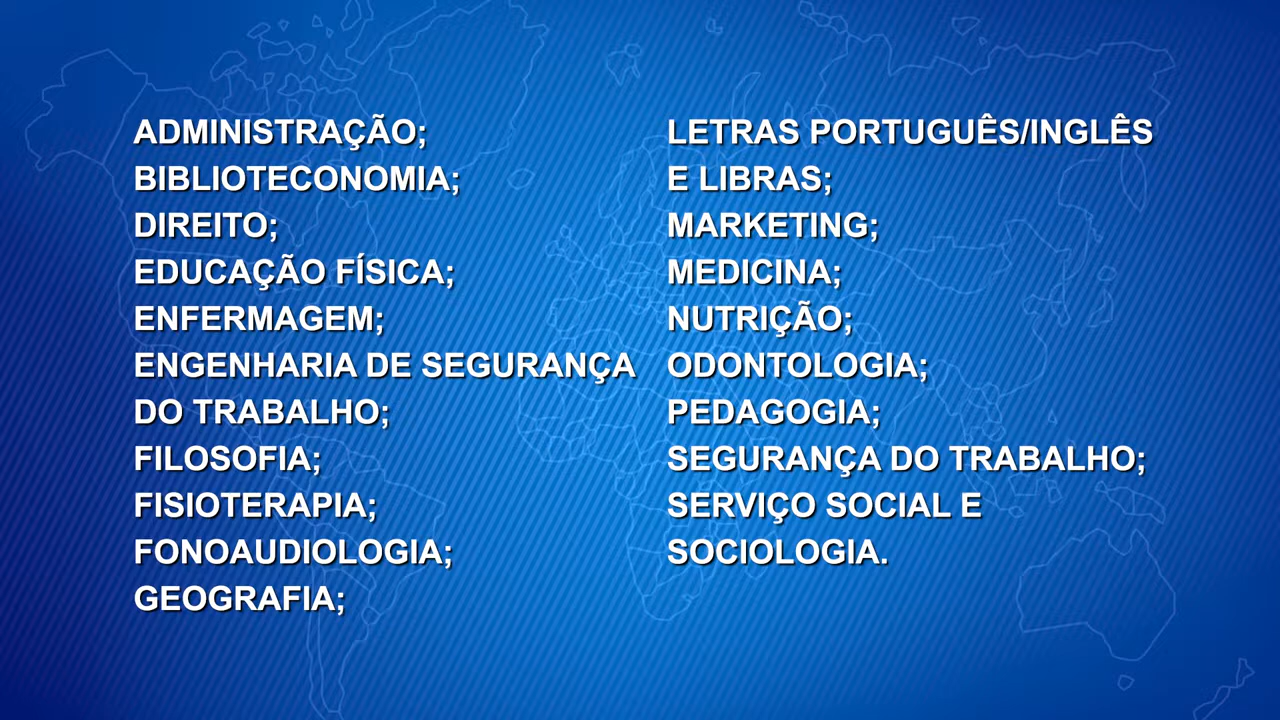 ADMINISTRAÇÃO;
BIBLIOTECONOMIA;
DIREITO;
EDUCAÇÃO FÍSICA;
ENFERMAGEM;
ENGENHARIA DE SEGURANÇA
DO TRABALHO;
FILOSOFIA;
FISIOTERAPIA;
FONOAUDIOLOGIA;
GEOGRAFIA;
LETRAS PORTUGUÊS/INGLÊS
E LIBRAS;
MARKETING;
MEDICINA;
NUTRIÇÃO;
ODONTOLOGIA;
PEDAGOGIA;
SEGURANÇA DO TRABALHO;
SERVIÇO SOCIAL E
SOCIOLOGIA.